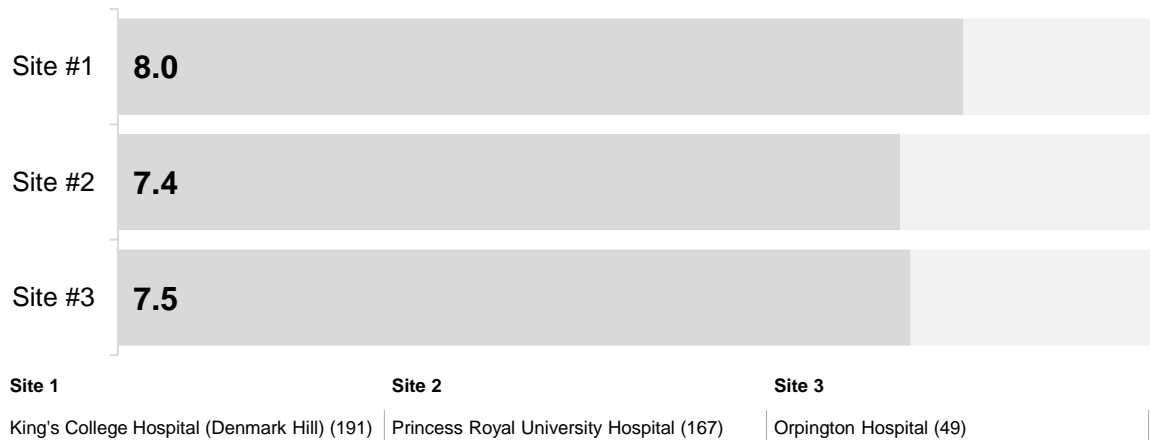 Site #1 8.0
Site #2 7.4
Site #3 7.5
Site 1 Site 2 Site 3
King's College Hospital (Denmark Hill) (191) Princess Royal University Hospital (167) Orpington Hospital (49)